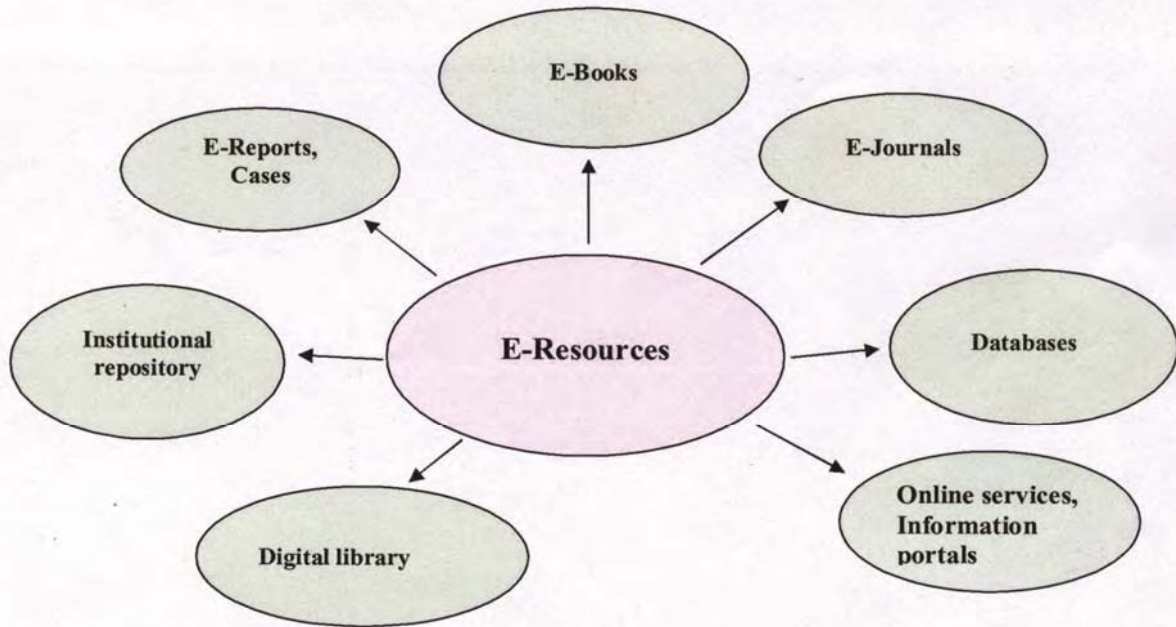 E-Books
E-Reports,
Cases
E-Journals
Institutional
repository
E-Resources
Databases
Digital library
Online services,
Information
portals